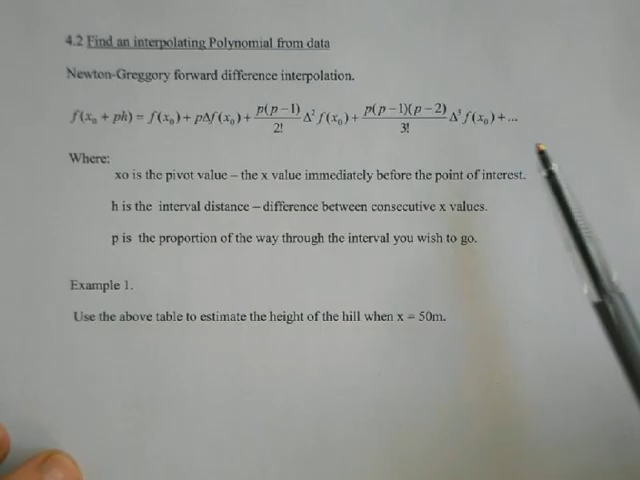 4.2 Find an interpolating Polynomial from data
Newton-Greggory forward difference interpolation.
f(x₀ + ph) = f(x₀) + pΔf(x₀) + p(p−1)/2! Δ² f(x₀) + p(p−1)(p−2)/3! Δ³ f(x₀) + ...
Where:
xo is the pivot value – the x value immediately before the point of interest.
h is the interval distance – difference between consecutive x values.
p is the proportion of the way through the interval you wish to go.
Example 1.
Use the above table to estimate the height of the hill when x = 50m.